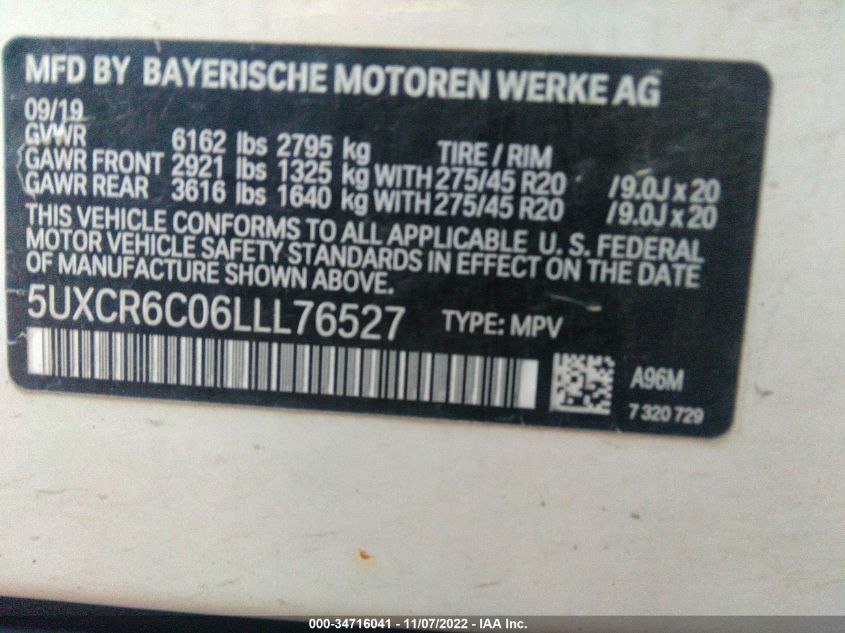 MFD BY BAYERISCHE MOTOREN WERKE AG
09/19
GVWR 6162 lbs 2795 kg TIRE / RIM
GAWR FRONT 2921 lbs 1325 kg WITH 275/45 R20 /9.0J x 20
GAWR REAR 3616 lbs 1640 kg WITH 275/45 R20 /9.0J x 20
THIS VEHICLE CONFORMS TO ALL APPLICABLE U. S. FEDERAL
MOTOR VEHICLE SAFETY STANDARDS IN EFFECT ON THE DATE
OF MANUFACTURE SHOWN ABOVE.
5UXCR6C06LLL76527 TYPE: MPV
A96M
7 320 729
000-34716041 - 11/07/2022 - IAA Inc.